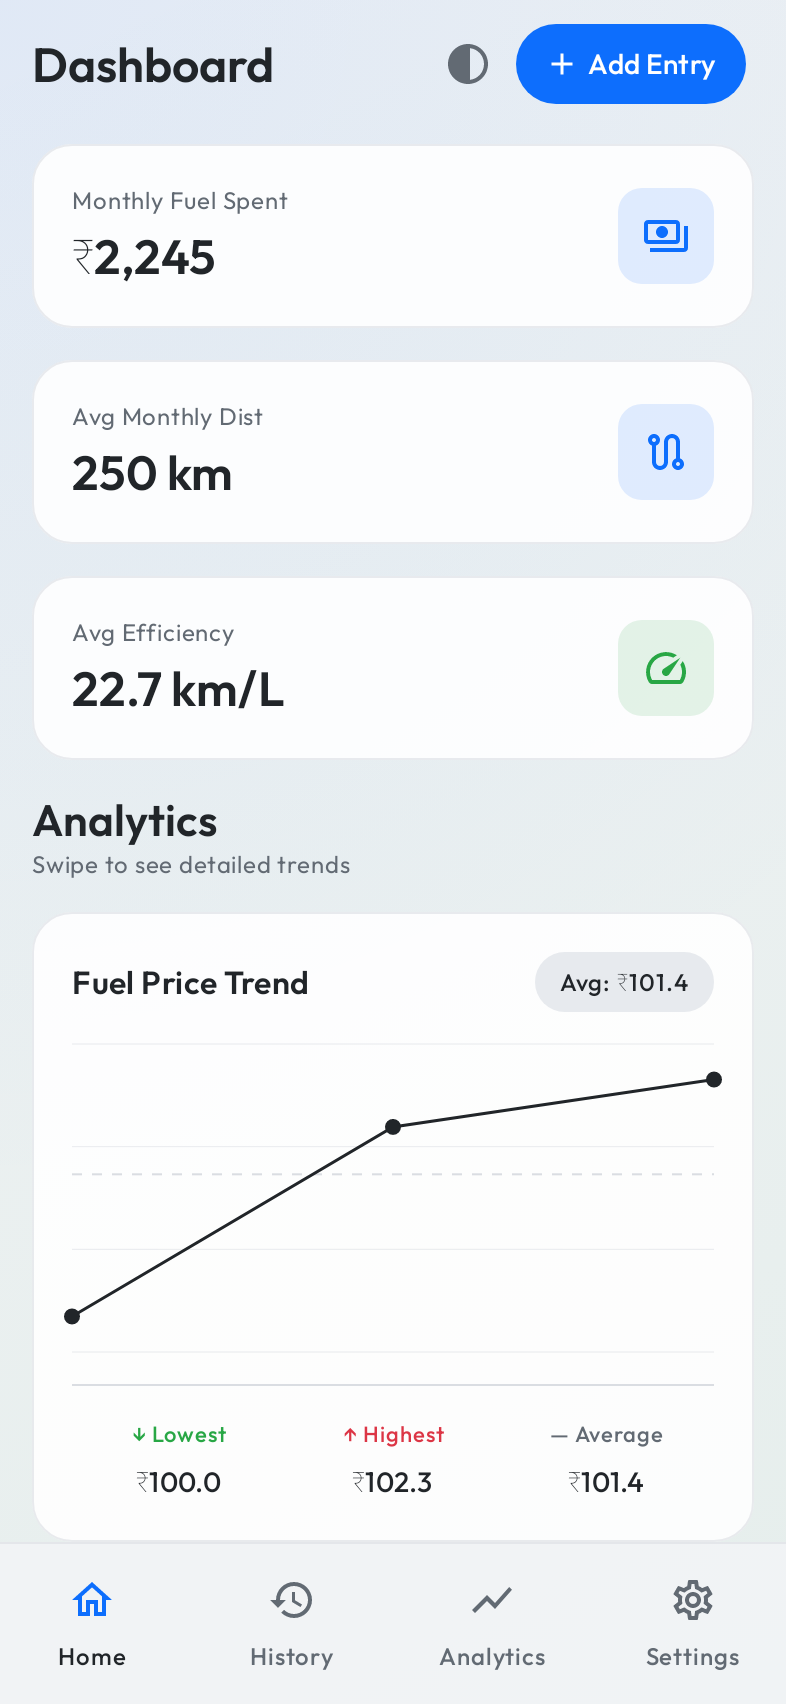 Dashboard
+ Add Entry
Monthly Fuel Spent
₹2,245
Avg Monthly Dist
250 km
Avg Efficiency
22.7 km/L
Analytics
Swipe to see detailed trends
Fuel Price Trend
Avg: ₹101.4
↓ Lowest ↑ Highest — Average
₹100.0 ₹102.3 ₹101.4
Home History Analytics Settings